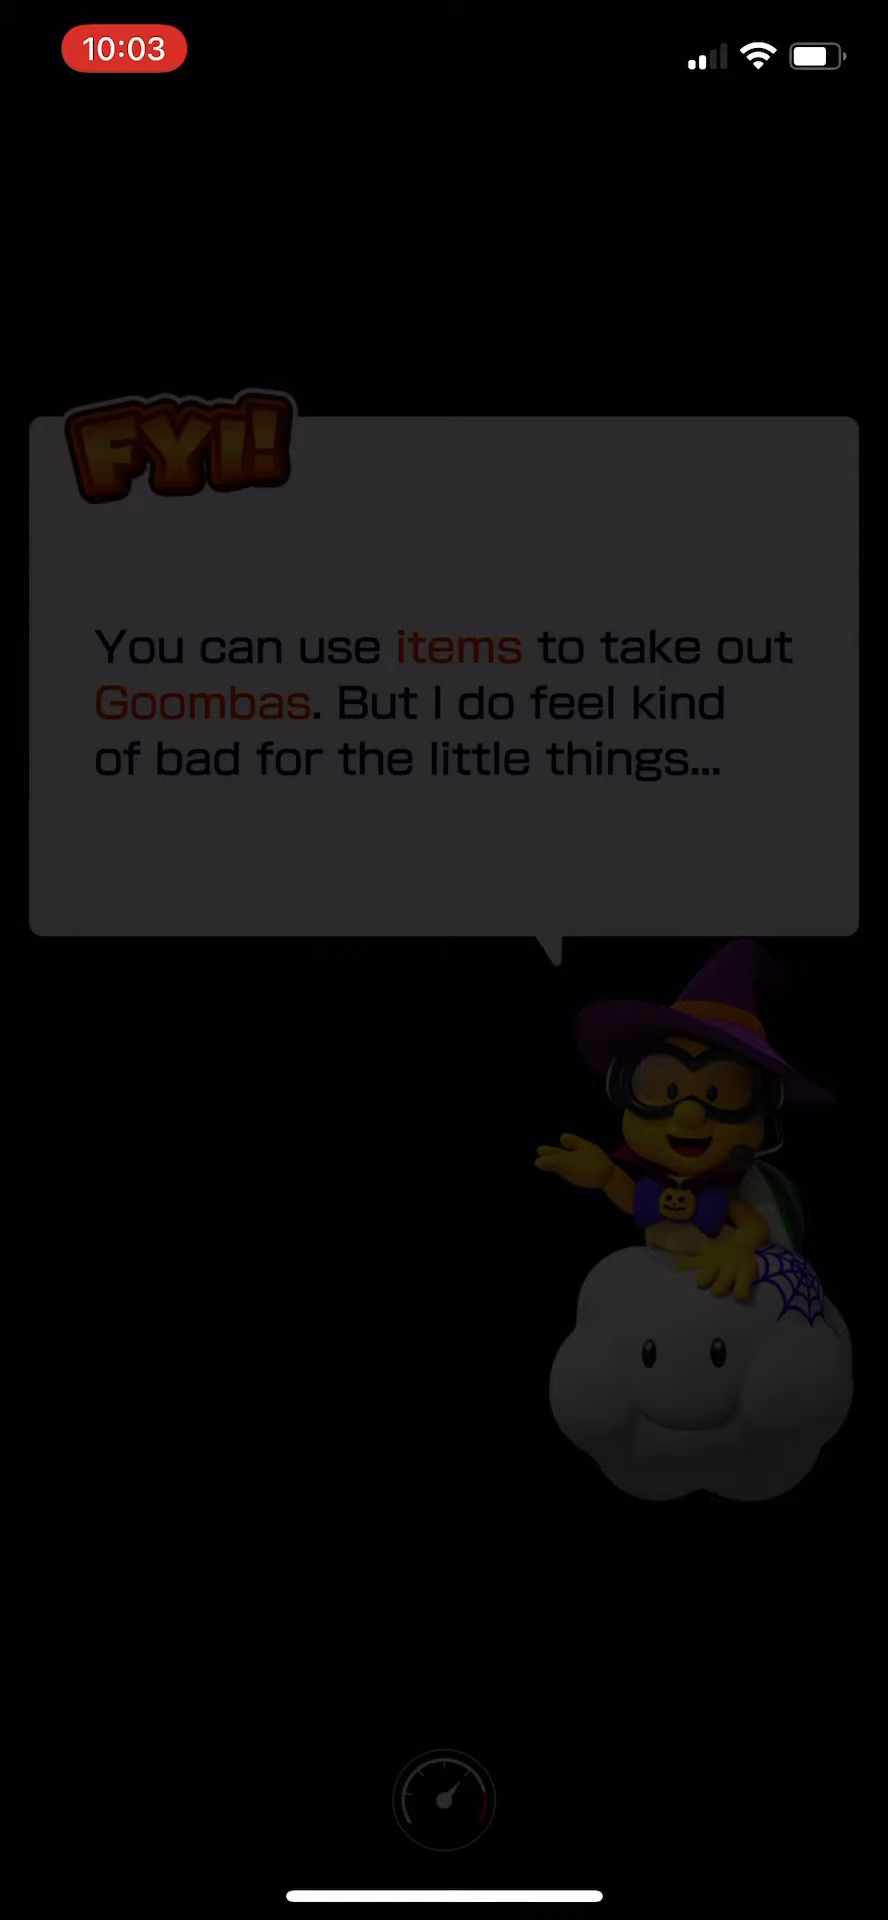 10:03
FYI!
You can use items to take out
Goombas. But I do feel kind
of bad for the little things...